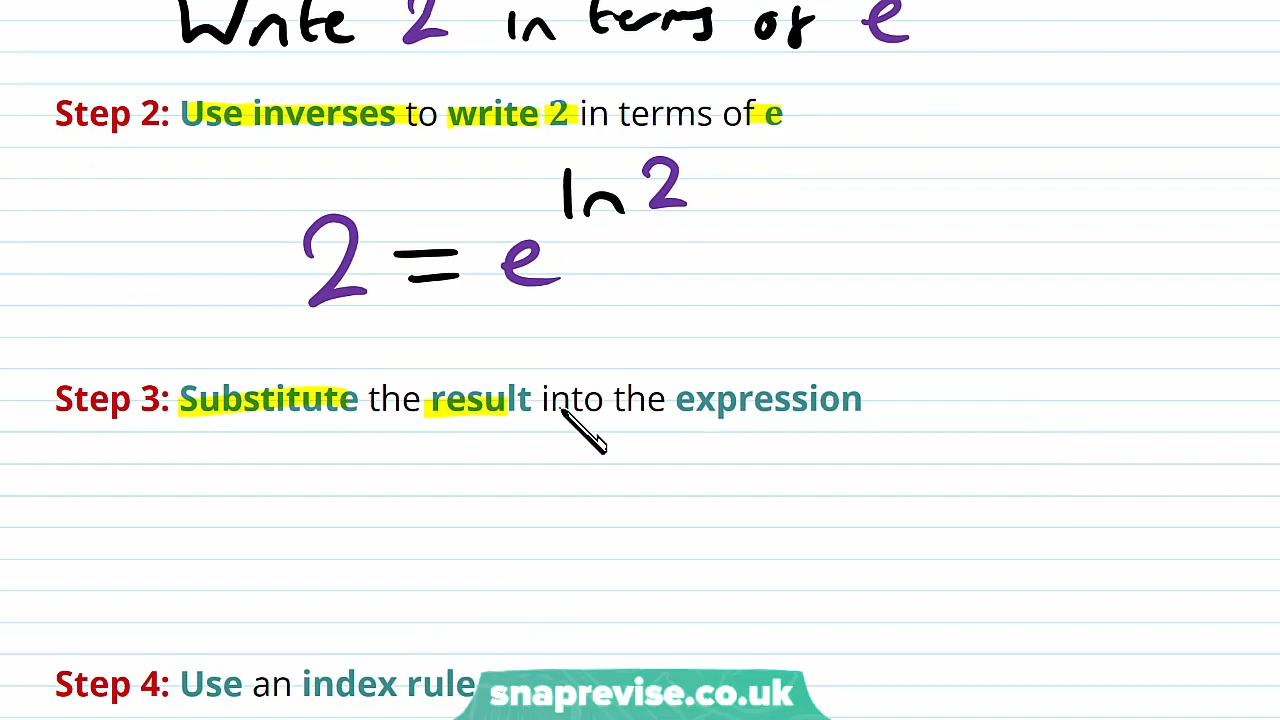 Write 2 in terms of e
Step 2: Use inverses to write 2 in terms of e
2 = e^ln 2
Step 3: Substitute the result into the expression
Step 4: Use an index rule
snaprevise.co.uk